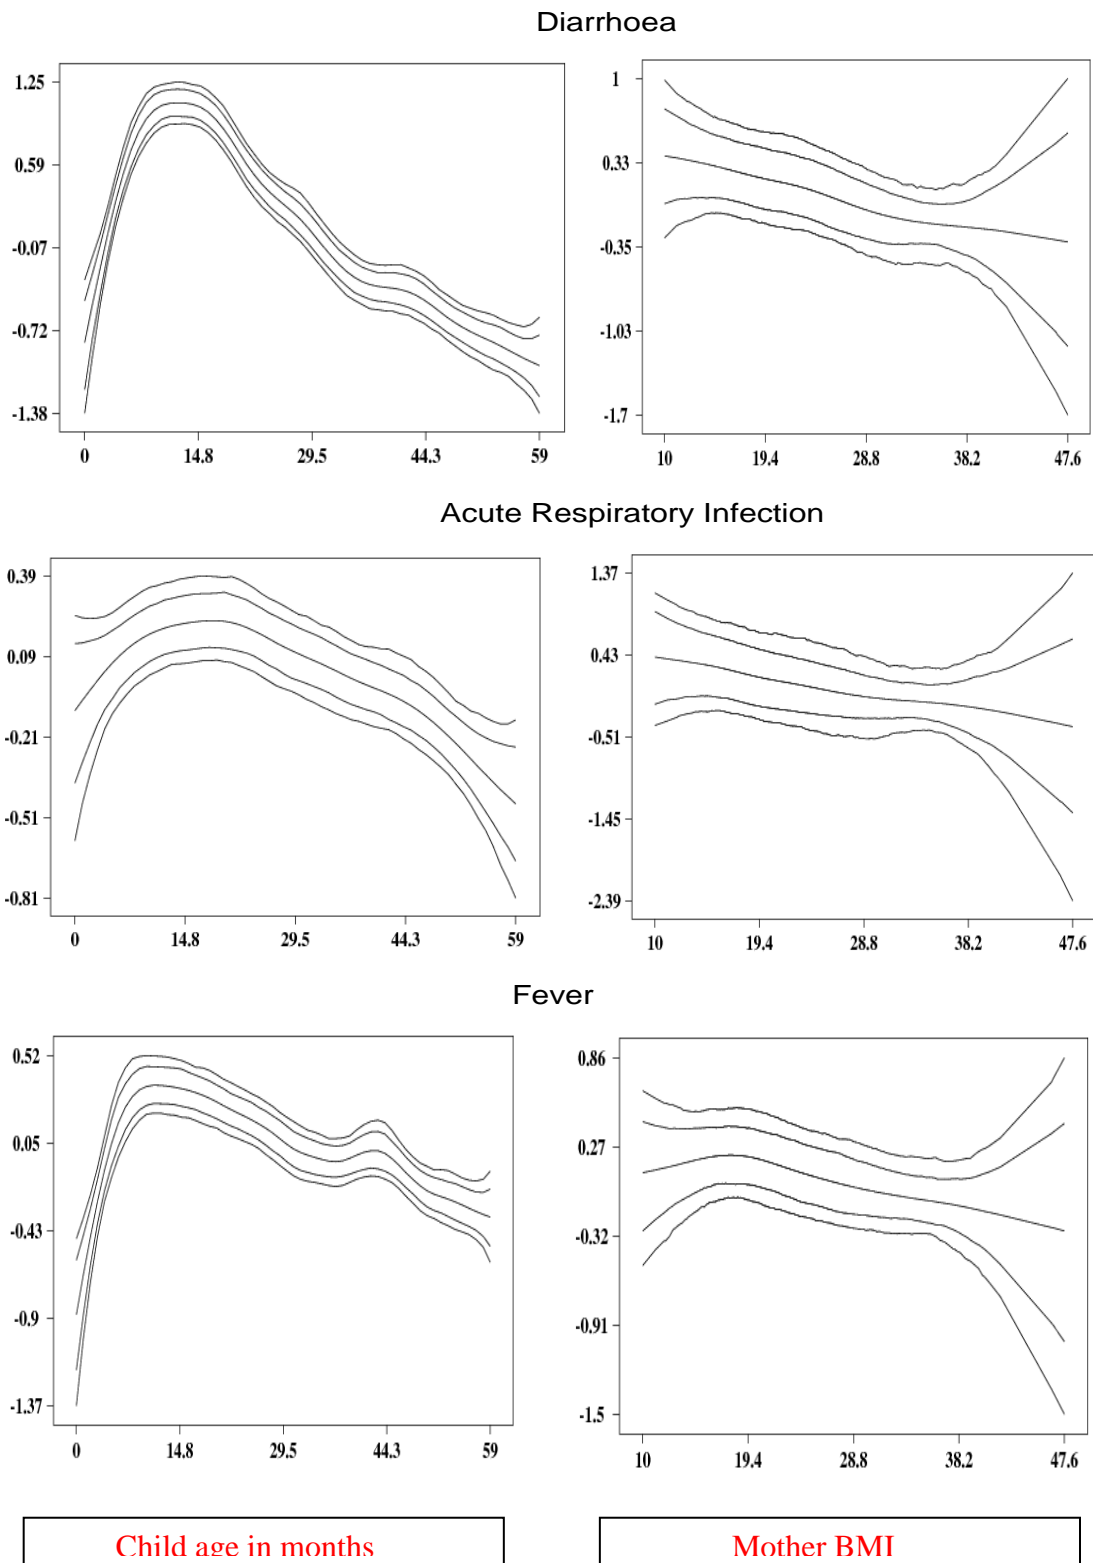 Diarrhoea
1.25
0.59
-0.07
-0.72
-1.38
0 14.8 29.5 44.3 59
1
0.33
-0.35
-1.03
-1.7
10 19.4 28.8 38.2 47.6
Acute Respiratory Infection
0.39
0.09
-0.21
-0.51
-0.81
0 14.8 29.5 44.3 59
1.37
0.43
-0.51
-1.45
-2.39
10 19.4 28.8 38.2 47.6
Fever
0.52
0.05
-0.43
-0.9
-1.37
0 14.8 29.5 44.3 59
0.86
0.27
-0.32
-0.91
-1.5
10 19.4 28.8 38.2 47.6
Child age in months
Mother BMI